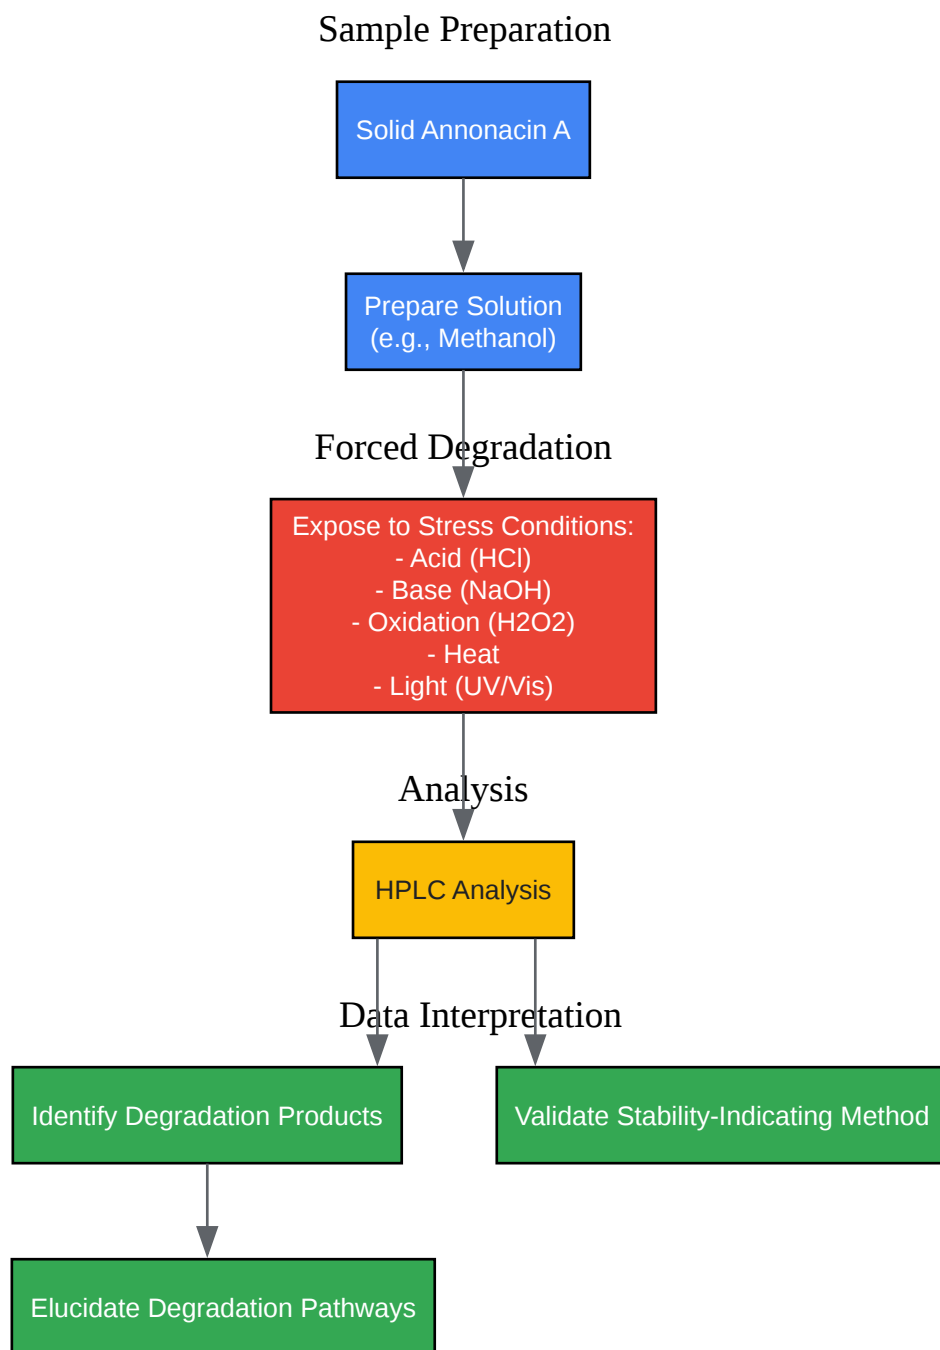 Sample Preparation
Solid Annonacin A
Prepare Solution
(e.g., Methanol)
Forced Degradation
Expose to Stress Conditions:
- Acid (HCl)
- Base (NaOH)
- Oxidation (H2O2)
- Heat
- Light (UV/Vis)
Analysis
HPLC Analysis
Data Interpretation
Identify Degradation Products
Validate Stability-Indicating Method
Elucidate Degradation Pathways